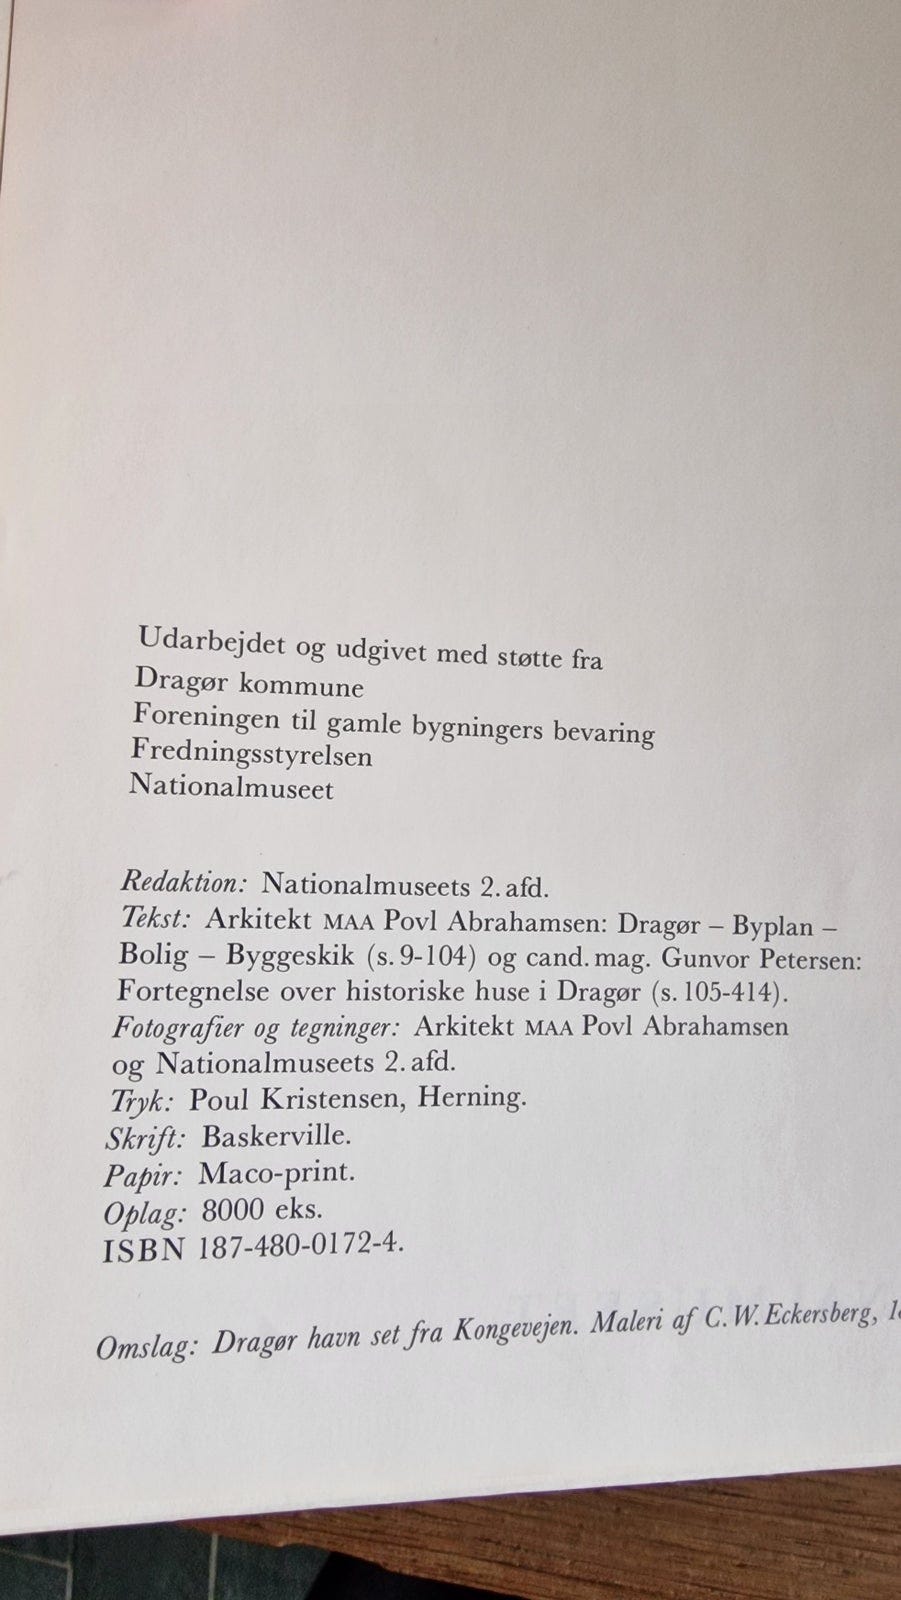 Udarbejdet og udgivet med støtte fra
Dragør kommune
Foreningen til gamle bygningers bevaring
Fredningsstyrelsen
Nationalmuseet
Redaktion: Nationalmuseets 2. afd.
Tekst: Arkitekt MAA Povl Abrahamsen: Dragør – Byplan –
Bolig – Byggeskik (s. 9-104) og cand. mag. Gunvor Petersen:
Fortegnelse over historiske huse i Dragør (s. 105-414).
Fotografier og tegninger: Arkitekt MAA Povl Abrahamsen
og Nationalmuseets 2. afd.
Tryk: Poul Kristensen, Herning.
Skrift: Baskerville.
Papir: Maco-print.
Oplag: 8000 eks.
ISBN 187-480-0172-4.
Omslag: Dragør havn set fra Kongevejen. Maleri af C. W. Eckersberg,